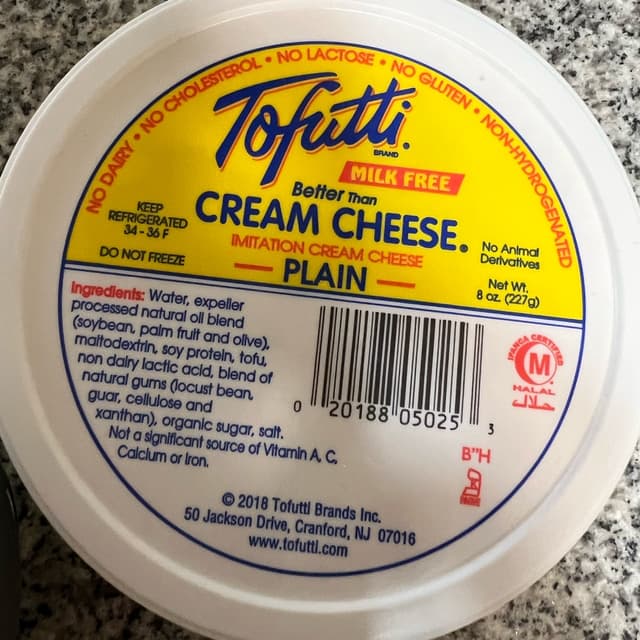 NO DAIRY • NO CHOLESTEROL • NO LACTOSE • NO GLUTEN • NON-HYDROGENATED
Tofutti®
BRAND
MILK FREE
Better Than
CREAM CHEESE®
IMITATION CREAM CHEESE
PLAIN
KEEP
REFRIGERATED
34 - 36 F
DO NOT FREEZE
No Animal
Derivatives
Net Wt.
8 oz. (227g)
Ingredients: Water, expeller
processed natural oil blend
(soybean, palm fruit and olive),
maltodextrin, soy protein, tofu,
non dairy lactic acid, blend of
natural gums (locust bean,
guar, cellulose and
xanthan), organic sugar, salt.
Not a significant source of Vitamin A, C,
Calcium or Iron.
0 20188 05025 3
IFANCA CERTIFIED
M
HALAL
حلال
B"H
© 2018 Tofutti Brands Inc.
50 Jackson Drive, Cranford, NJ 07016
www.tofutti.com